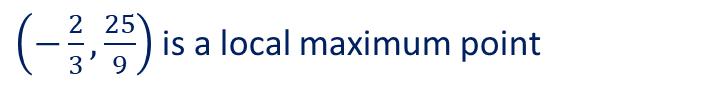 (−2/3, 25/9) is a local maximum point